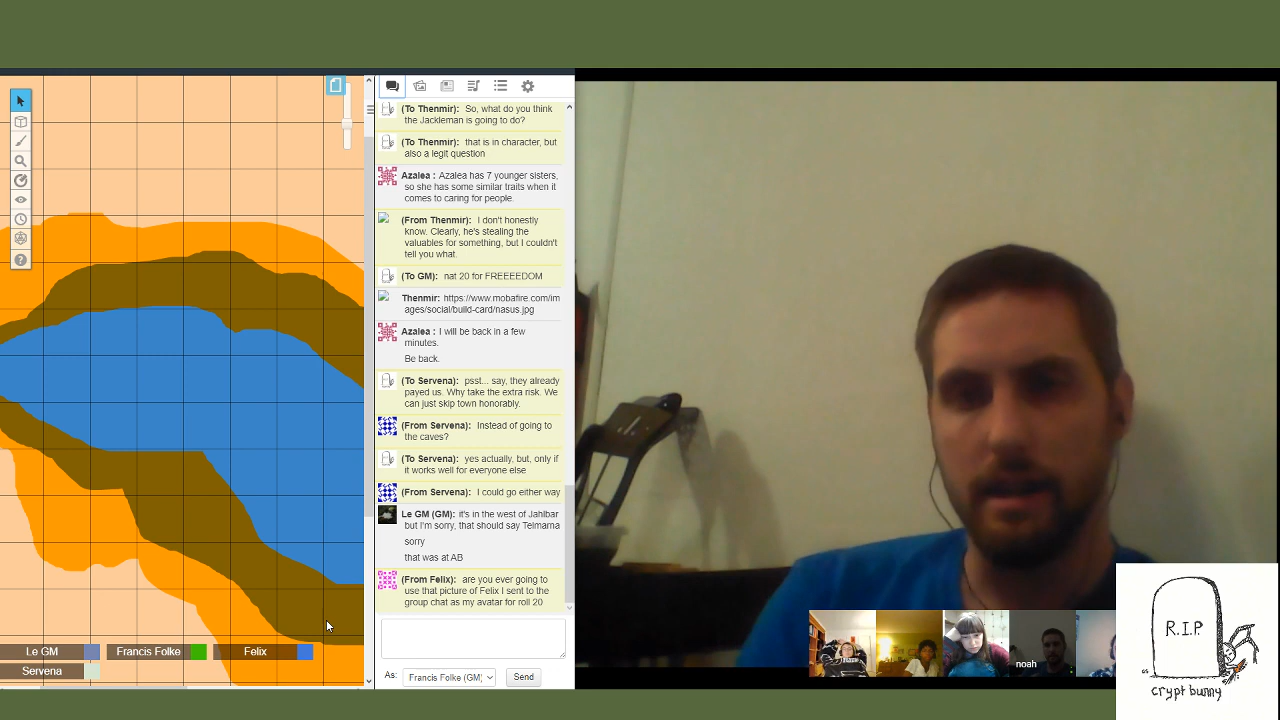 (To Thenmir): So, what do you think
the Jackleman is going to do?
(To Thenmir): that is in character, but
also a legit question
Azalea : Azalea has 7 younger sisters,
so she has some similar traits when it
comes to caring for people.
(From Thenmir): I don't honestly
know. Clearly, he's stealing the
valuables for something, but I couldn't
tell you what.
(To GM): nat 20 for FREEEEDOM
Thenmir: https://www.mobafire.com/im
ages/social/build-card/nasus.jpg
Azalea : I will be back in a few
minutes.
Be back.
(To Servena): psst... say, they already
payed us. Why take the extra risk. We
can just skip town honorably.
(From Servena): Instead of going to
the caves?
(To Servena): yes actually, but, only if
it works well for everyone else
(From Servena): I could go either way
Le GM (GM): it's in the west of Jahlbar
but I'm sorry, that should say Telmarna
sorry
that was at AB
(From Felix): are you ever going to
use that picture of Felix I sent to the
group chat as my avatar for roll 20
Le GM
Francis Folke
Felix
Servena
As: Francis Folke (GM)
Send
noah
R.I.P.
crypt bunny